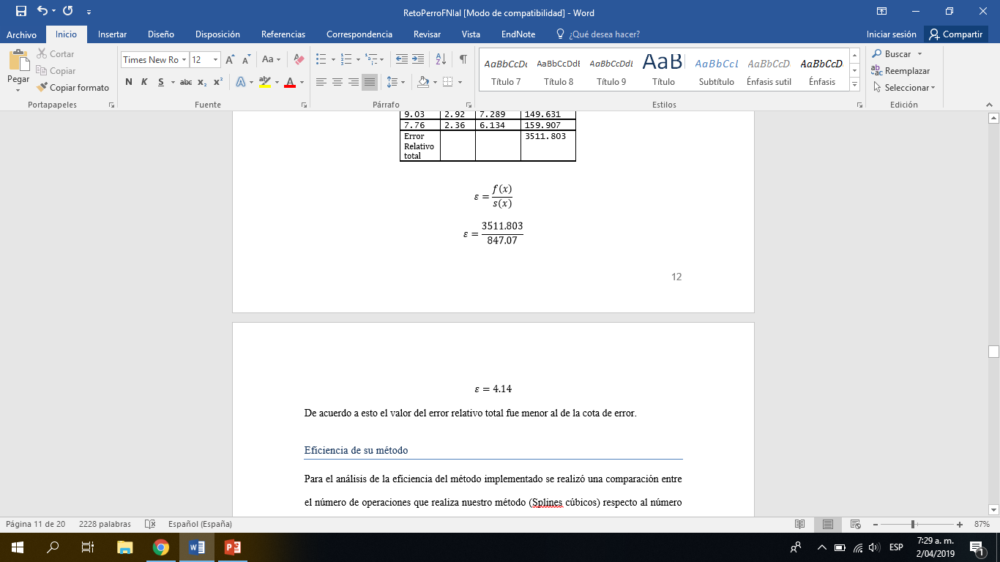 RetoPerroFNlal [Modo de compatibilidad] - Word
Archivo Inicio Insertar Diseño Disposición Referencias Correspondencia Revisar Vista EndNote ¿Qué desea hacer? Iniciar sesión Compartir
Pegar
Cortar
Copiar
Copiar formato
Portapapeles
Times New Ro 12
Aa
N K S abc x₂ x²
Fuente
Párrafo
AaBbCcDc AaBbCcDdE AaBbCcDdE AaB AaBbCcL AaBbCcD AaBbCcD
Título 7 Título 8 Título 9 Título Subtítulo Énfasis sutil Énfasis
Estilos
Buscar
Reemplazar
Seleccionar
Edición
9.03 2.92 7.289 149.631
7.76 2.36 6.134 159.907
Error Relativo total 3511.803
ε = f(x)/s(x)
ε = 3511.803/847.07
12
ε = 4.14
De acuerdo a esto el valor del error relativo total fue menor al de la cota de error.
Eficiencia de su método
Para el análisis de la eficiencia del método implementado se realizó una comparación entre
el número de operaciones que realiza nuestro método (Splines cúbicos) respecto al número
Página 11 de 20 2228 palabras Español (España) 87%
ESP
7:29 a. m.
2/04/2019
1